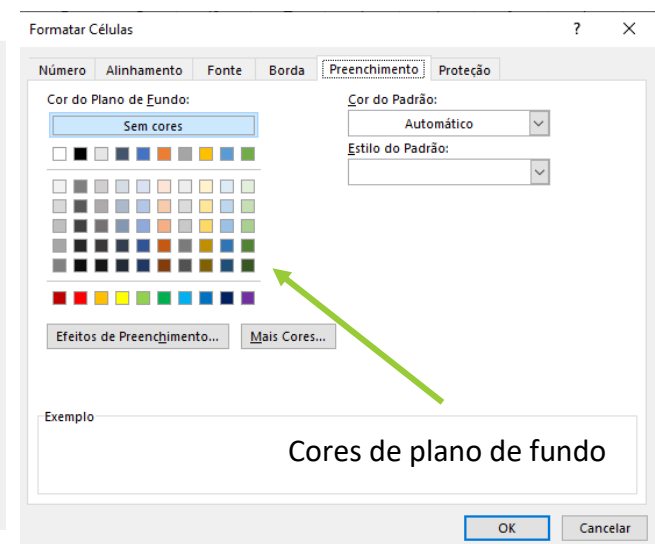 Formatar Células ? ×
Número Alinhamento Fonte Borda Preenchimento Proteção
Cor do Plano de Fundo: Cor do Padrão:
Sem cores Automático
Estilo do Padrão:
Efeitos de Preenchimento... Mais Cores...
Exemplo
Cores de plano de fundo
OK Cancelar